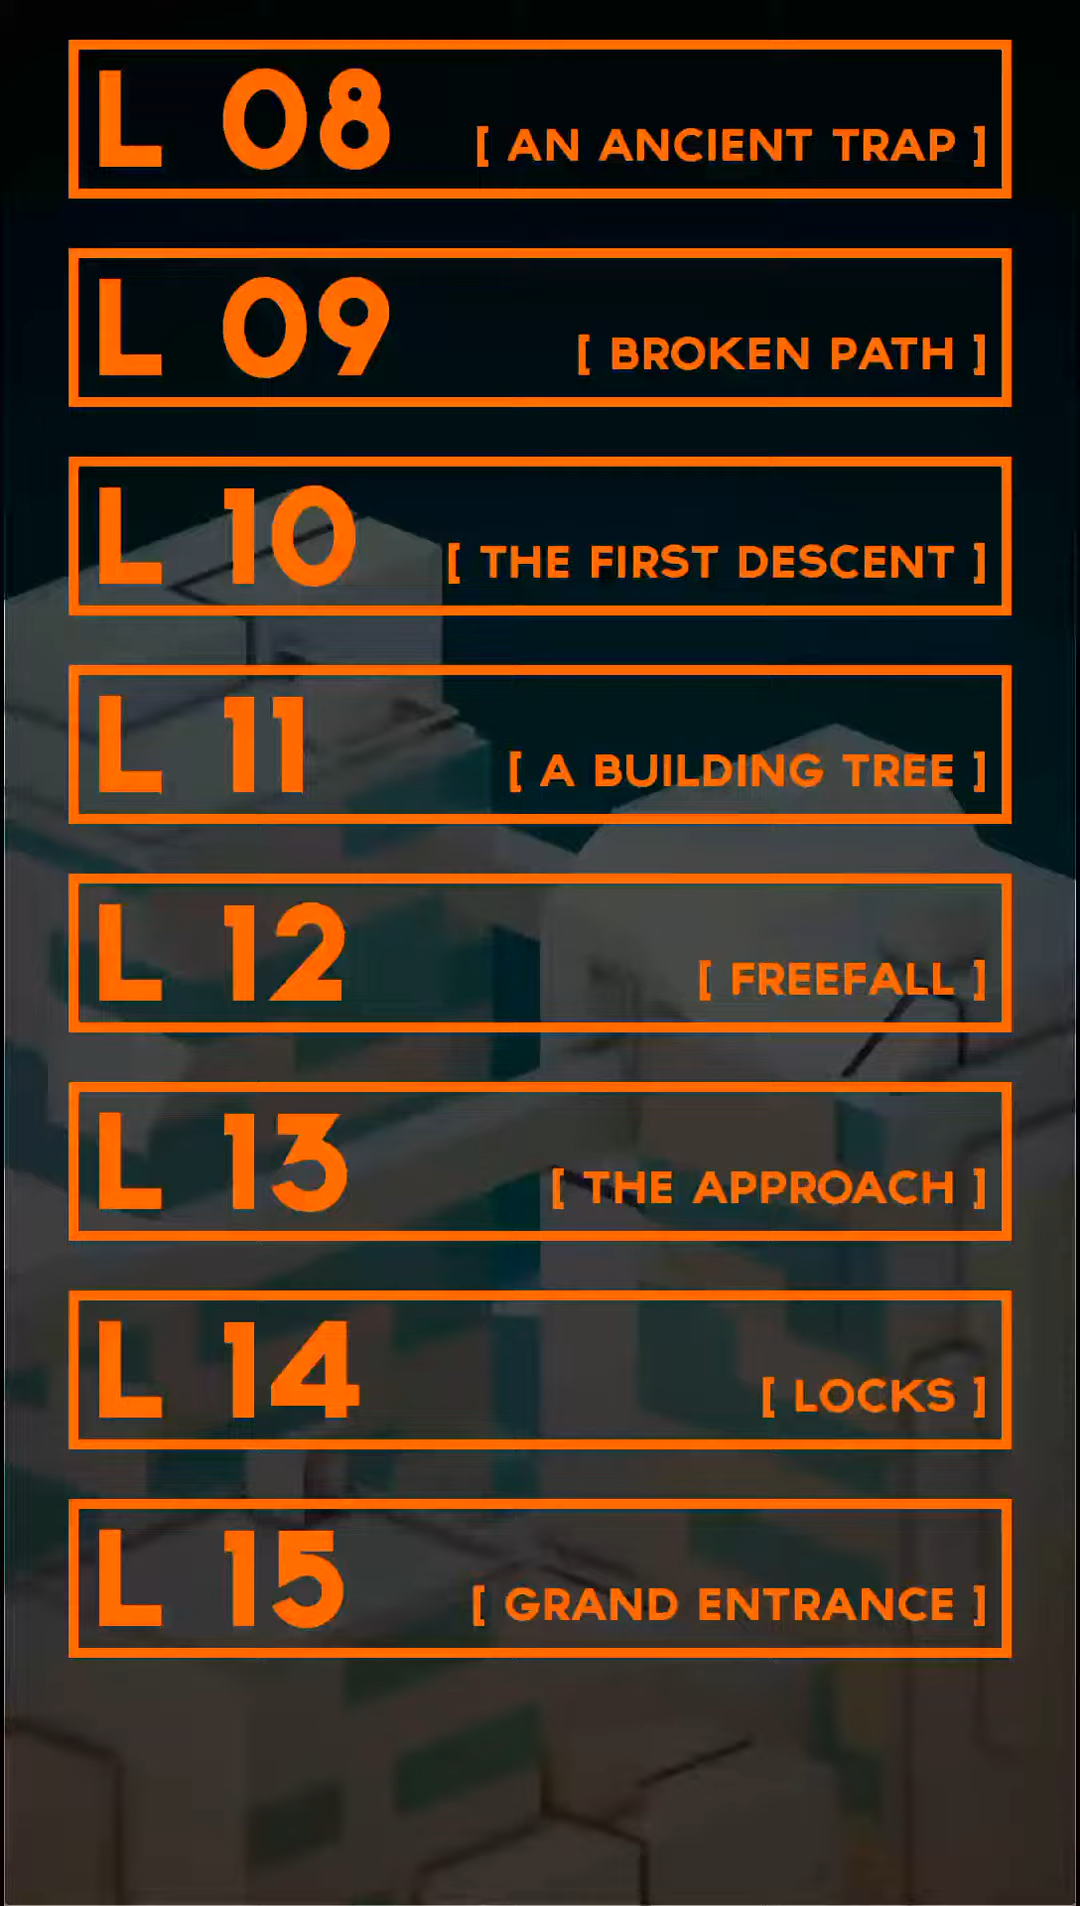 L 08 [ AN ANCIENT TRAP ]
L 09 [ BROKEN PATH ]
L 10 [ THE FIRST DESCENT ]
L 11 [ A BUILDING TREE ]
L 12 [ FREEFALL ]
L 13 [ THE APPROACH ]
L 14 [ LOCKS ]
L 15 [ GRAND ENTRANCE ]